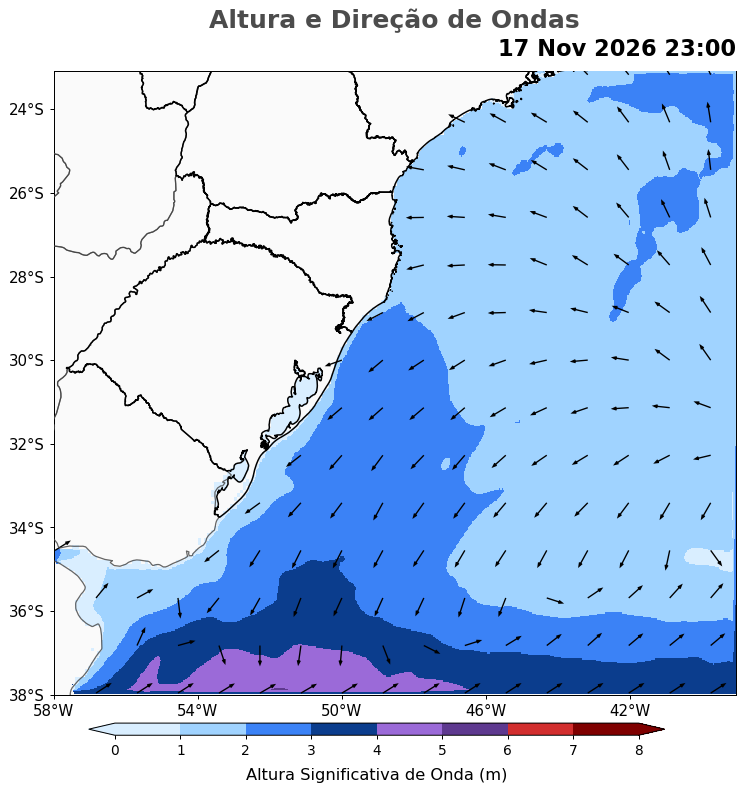 Altura e Direção de Ondas
17 Nov 2026 23:00
24°S
26°S
28°S
30°S
32°S
34°S
36°S
38°S
58°W 54°W 50°W 46°W 42°W
0 1 2 3 4 5 6 7 8
Altura Significativa de Onda (m)